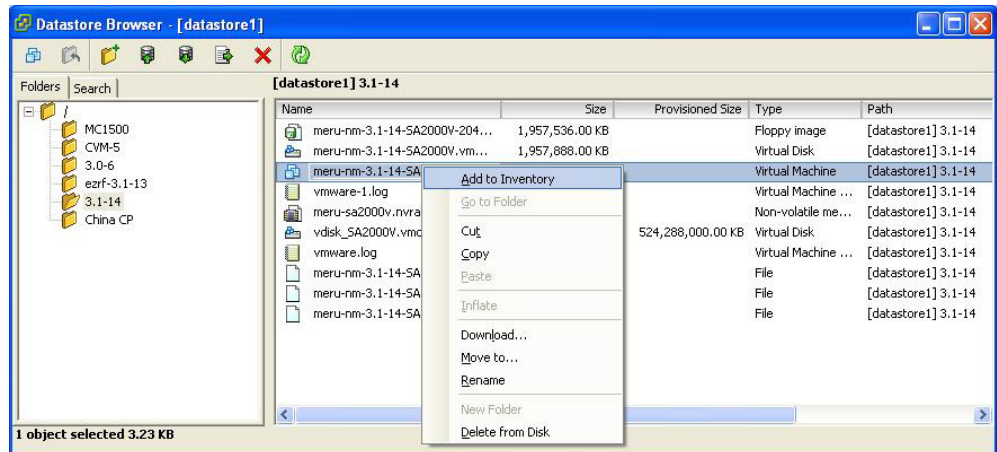 Datastore Browser - [datastore1]
Folders Search
[datastore1] 3.1-14
/
MC1500
CVM-5
3.0-6
ezrf-3.1-13
3.1-14
China CP
Name Size Provisioned Size Type Path
meru-nm-3.1-14-SA2000V-204... 1,957,536.00 KB Floppy image [datastore1] 3.1-14
meru-nm-3.1-14-SA2000V.vm... 1,957,888.00 KB Virtual Disk [datastore1] 3.1-14
meru-nm-3.1-14-SA Virtual Machine [datastore1] 3.1-14
vmware-1.log Virtual Machine ... [datastore1] 3.1-14
meru-sa2000v.nvra Non-volatile me... [datastore1] 3.1-14
vdisk_SA2000V.vmd 524,288,000.00 KB Virtual Disk [datastore1] 3.1-14
vmware.log Virtual Machine ... [datastore1] 3.1-14
meru-nm-3.1-14-SA File [datastore1] 3.1-14
meru-nm-3.1-14-SA File [datastore1] 3.1-14
meru-nm-3.1-14-SA File [datastore1] 3.1-14
Add to Inventory
Go to Folder
Cut
Copy
Paste
Inflate
Download...
Move to...
Rename
New Folder
Delete from Disk
1 object selected 3.23 KB